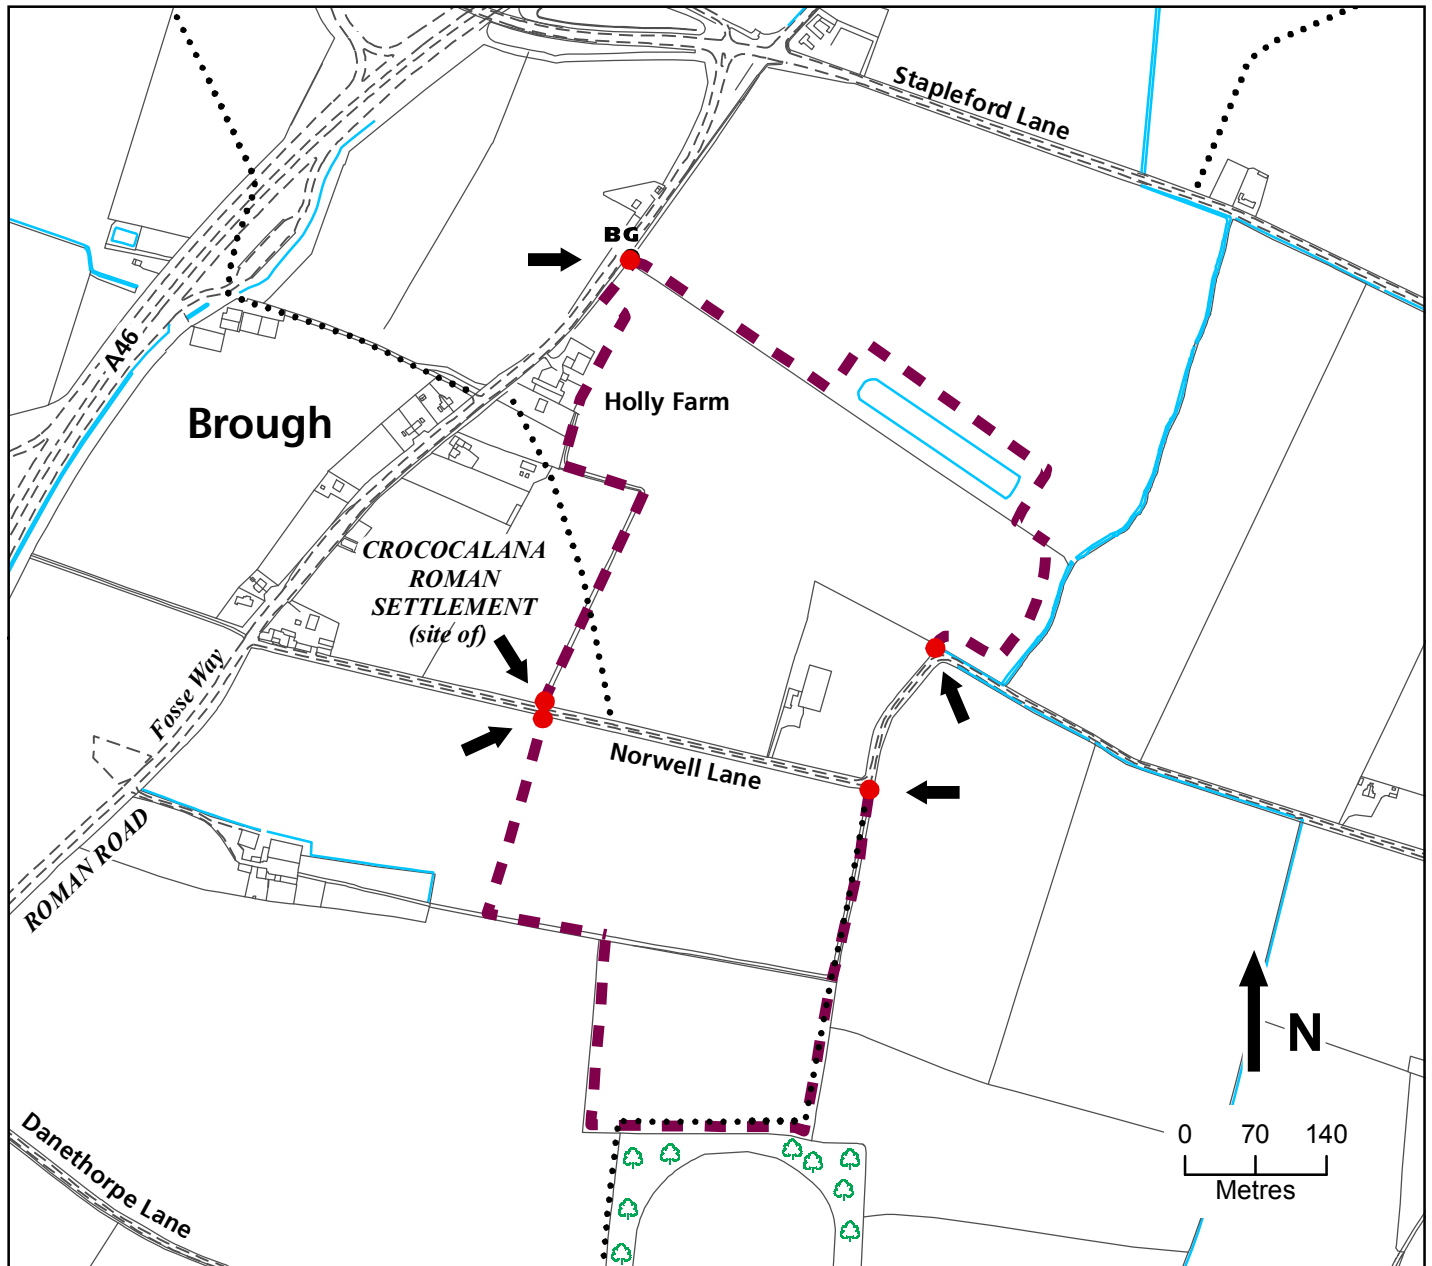 Stapleford Lane
BG
A46
Holly Farm
Brough
CROCOCALANA
ROMAN
SETTLEMENT
(site of)
Fosse Way
Norwell Lane
ROMAN ROAD
N
Danethorpe Lane
0 70 140
Metres